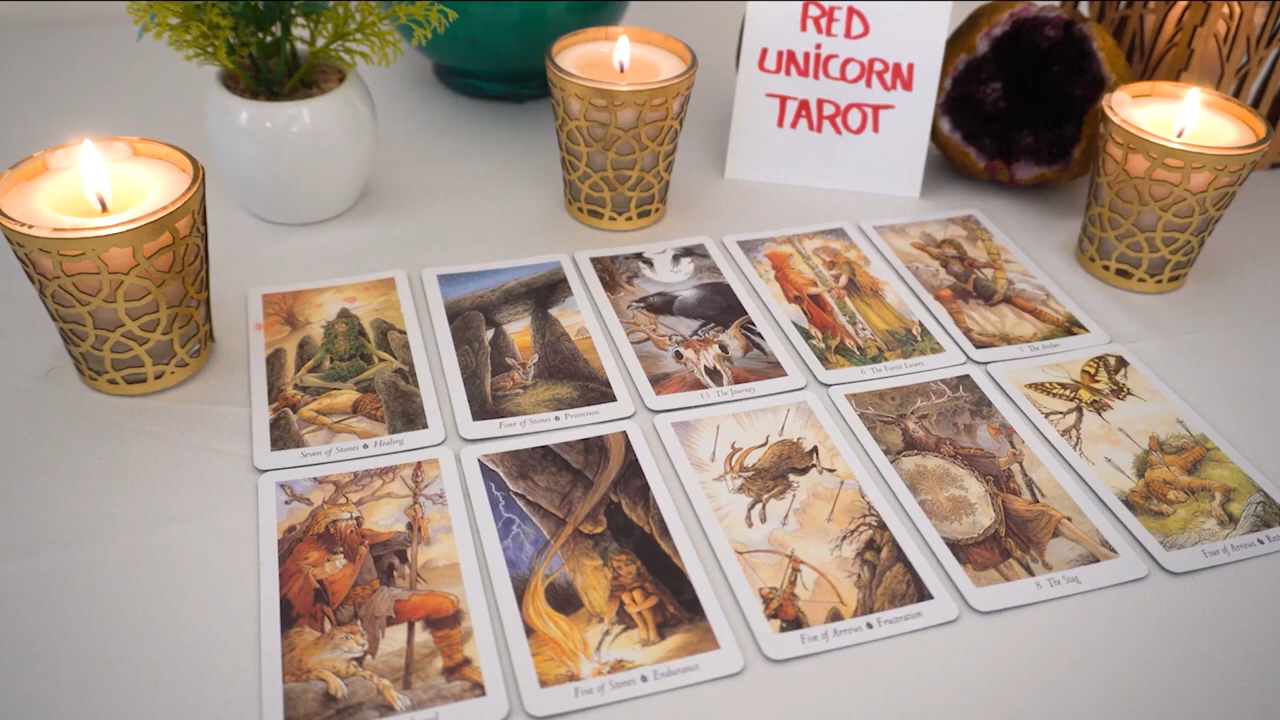 RED
UNICORN
TAROT
Seven of Stones Healing
Four of Stones Protection
13 The Journey
6 The Forest Lovers
7 The Archer
Five of Stones Endurance
Five of Arrows Frustration
8 The Stag
Four of Arrows